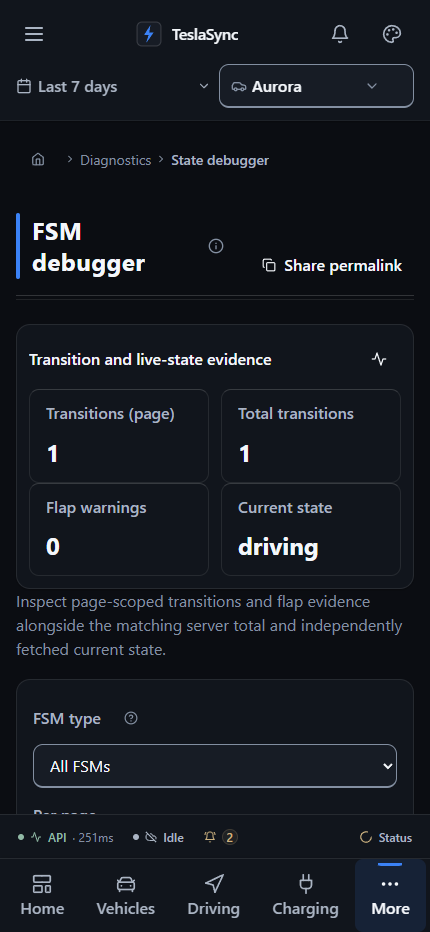 TeslaSync
Last 7 days
Aurora
Diagnostics
State debugger
FSM
debugger
Share permalink
Transition and live-state evidence
Transitions (page)
1
Total transitions
1
Flap warnings
0
Current state
driving
Inspect page-scoped transitions and flap evidence
alongside the matching server total and independently
fetched current state.
FSM type
All FSMs
Per page
API · 251ms
Idle
2
Status
Home
Vehicles
Driving
Charging
More